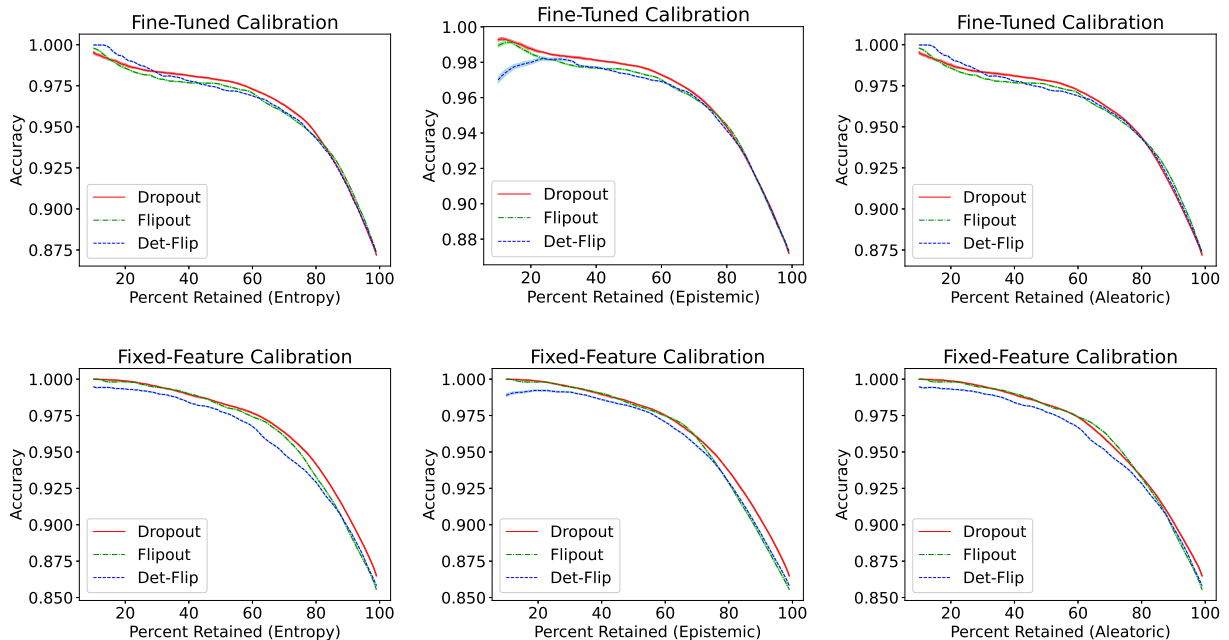 Fine-Tuned Calibration
1.000
0.975
0.950
0.925
0.900
0.875
Accuracy
Dropout
Flipout
Det-Flip
20 40 60 80 100
Percent Retained (Entropy)
Fine-Tuned Calibration
1.00
0.98
0.96
0.94
0.92
0.90
0.88
Accuracy
Dropout
Flipout
Det-Flip
20 40 60 80 100
Percent Retained (Epistemic)
Fine-Tuned Calibration
1.000
0.975
0.950
0.925
0.900
0.875
Accuracy
Dropout
Flipout
Det-Flip
20 40 60 80 100
Percent Retained (Aleatoric)
Fixed-Feature Calibration
1.000
0.975
0.950
0.925
0.900
0.875
0.850
Accuracy
Dropout
Flipout
Det-Flip
20 40 60 80 100
Percent Retained (Entropy)
Fixed-Feature Calibration
1.000
0.975
0.950
0.925
0.900
0.875
0.850
Accuracy
Dropout
Flipout
Det-Flip
20 40 60 80 100
Percent Retained (Epistemic)
Fixed-Feature Calibration
1.000
0.975
0.950
0.925
0.900
0.875
0.850
Accuracy
Dropout
Flipout
Det-Flip
20 40 60 80 100
Percent Retained (Aleatoric)